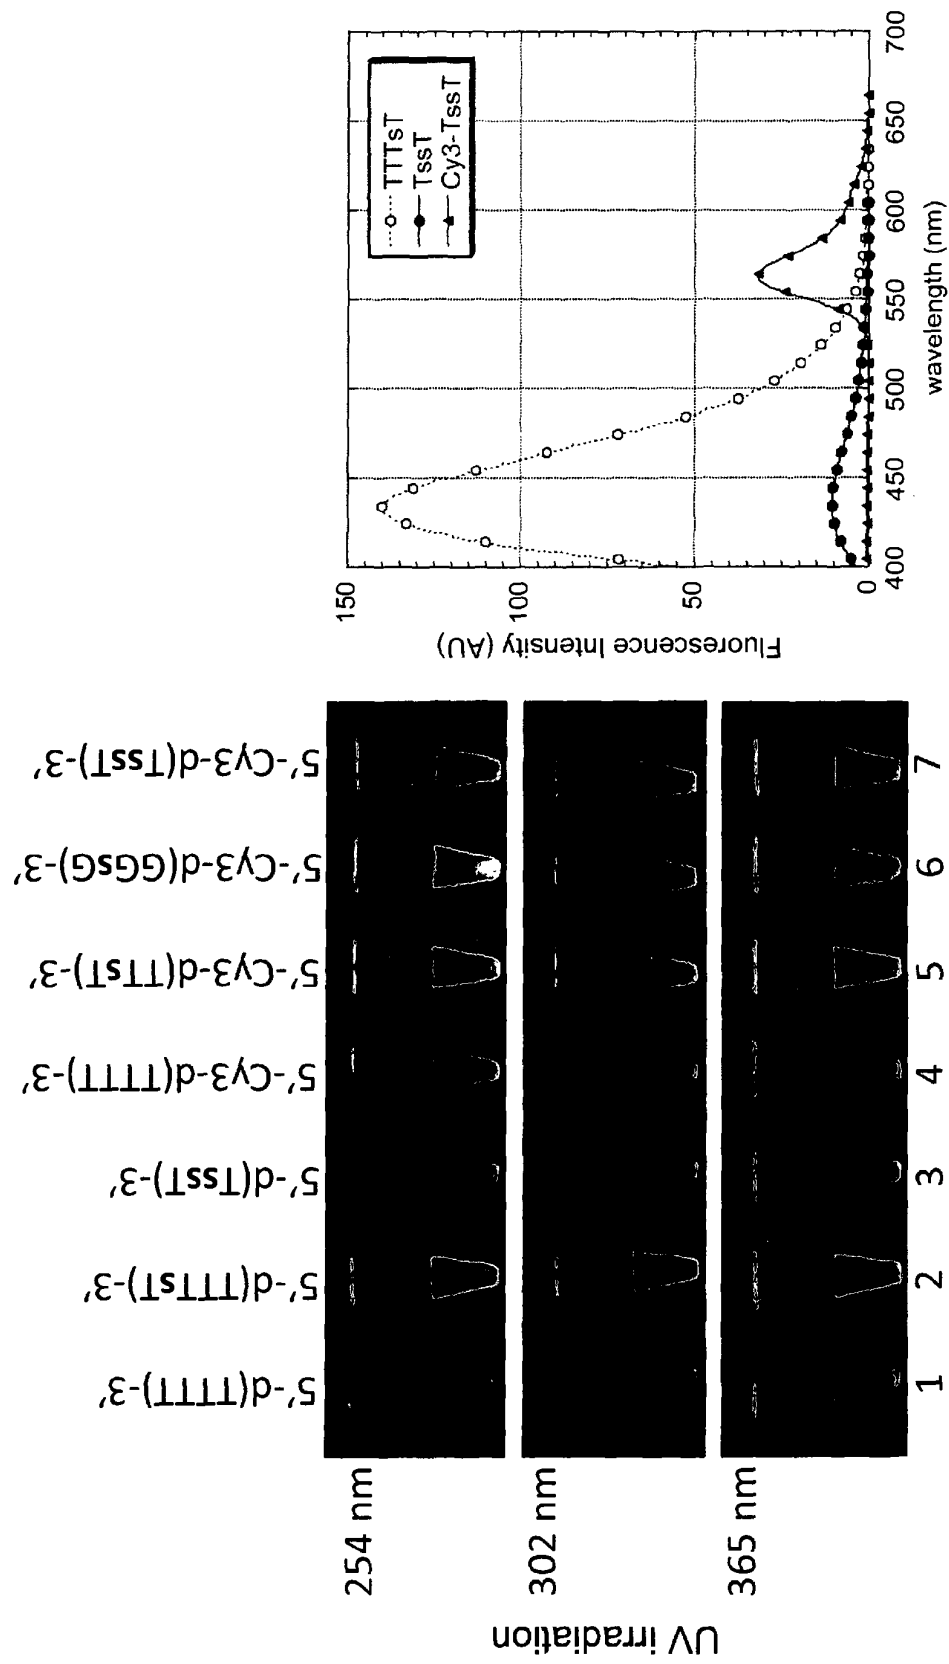 5'-d(TTTT)-3'
5'-d(TTTsT)-3'
5'-d(TssT)-3'
5'-Cy3-d(TTTT)-3'
5'-Cy3-d(TTsT)-3'
5'-Cy3-d(GGsG)-3'
5'-Cy3-d(TssT)-3'
UV irradiation
254 nm
302 nm
365 nm
1 2 3 4 5 6 7
Fluorescence Intensity (AU)
150
100
50
0
TTTsT
TssT
Cy3-TssT
400 450 500 550 600 650 700
wavelength (nm)